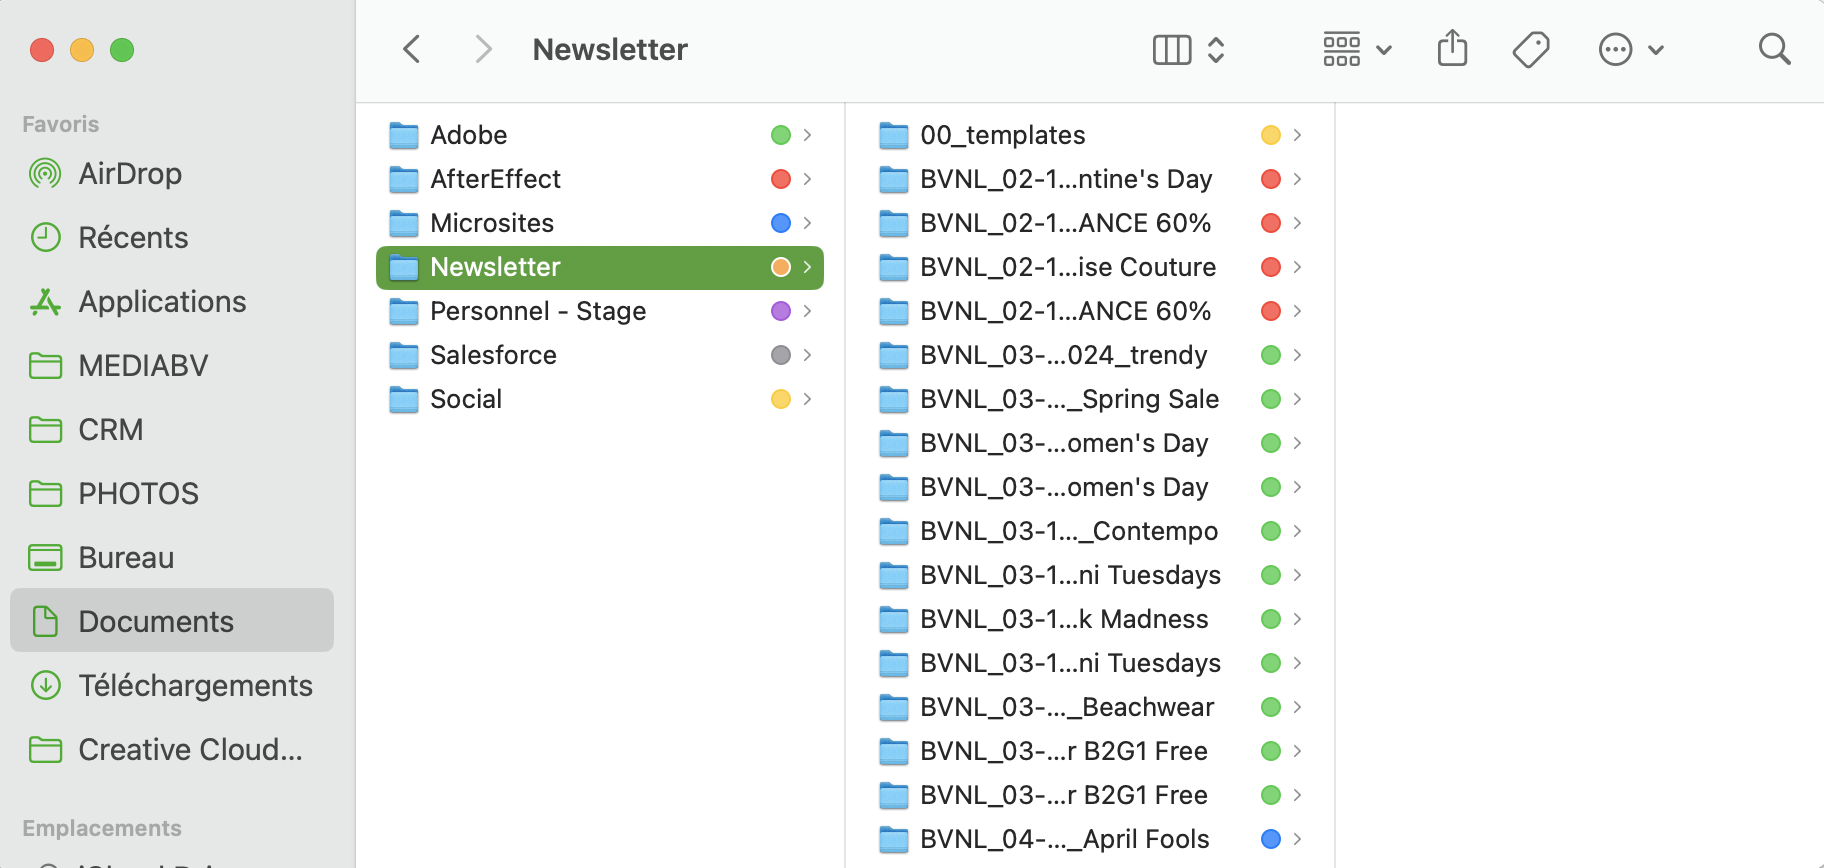 Newsletter
Favoris
AirDrop
Récents
Applications
MEDIABV
CRM
PHOTOS
Bureau
Documents
Téléchargements
Creative Cloud...
Emplacements
Adobe
AfterEffect
Microsites
Newsletter
Personnel - Stage
Salesforce
Social
00_templates
BVNL_02-1...ntine's Day
BVNL_02-1...ANCE 60%
BVNL_02-1...ise Couture
BVNL_02-1...ANCE 60%
BVNL_03-...024_trendy
BVNL_03-..._Spring Sale
BVNL_03-...omen's Day
BVNL_03-...omen's Day
BVNL_03-1..._Contempo
BVNL_03-1...ni Tuesdays
BVNL_03-1...k Madness
BVNL_03-1...ni Tuesdays
BVNL_03-..._Beachwear
BVNL_03-...r B2G1 Free
BVNL_03-...r B2G1 Free
BVNL_04-..._April Fools